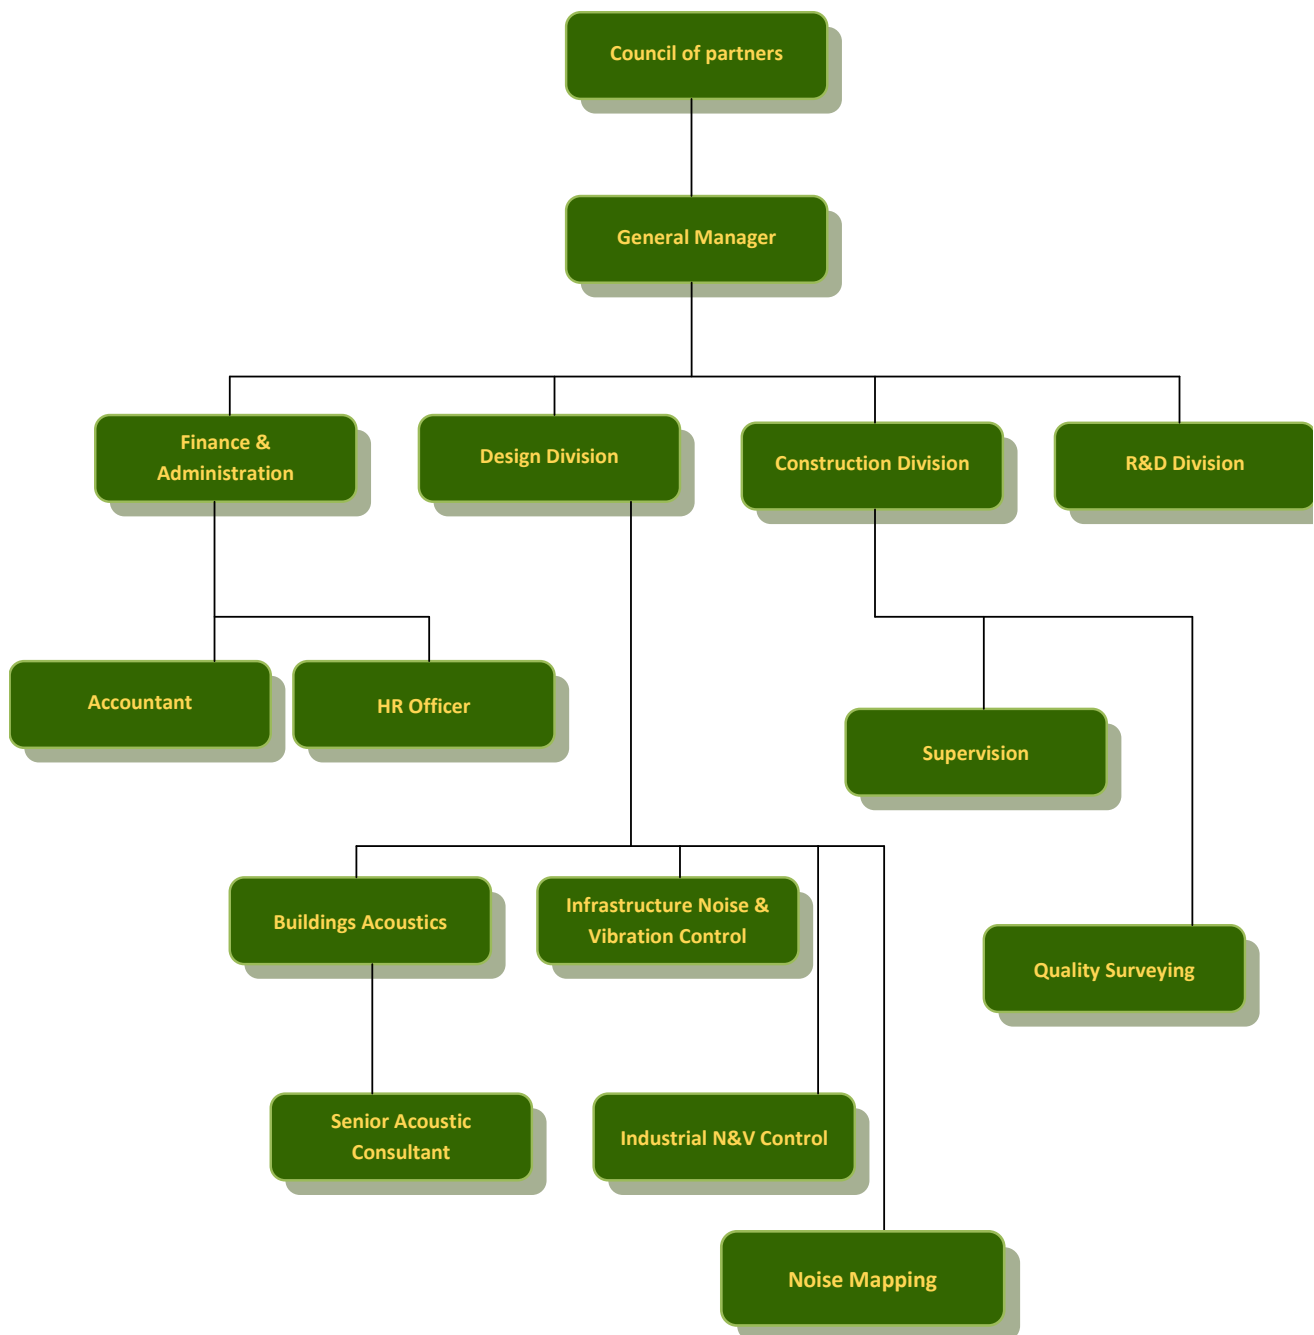 Council of partners
General Manager
Finance &
Administration
Design Division
Construction Division
R&D Division
Accountant
HR Officer
Supervision
Buildings Acoustics
Infrastructure Noise &
Vibration Control
Quality Surveying
Senior Acoustic
Consultant
Industrial N&V Control
Noise Mapping